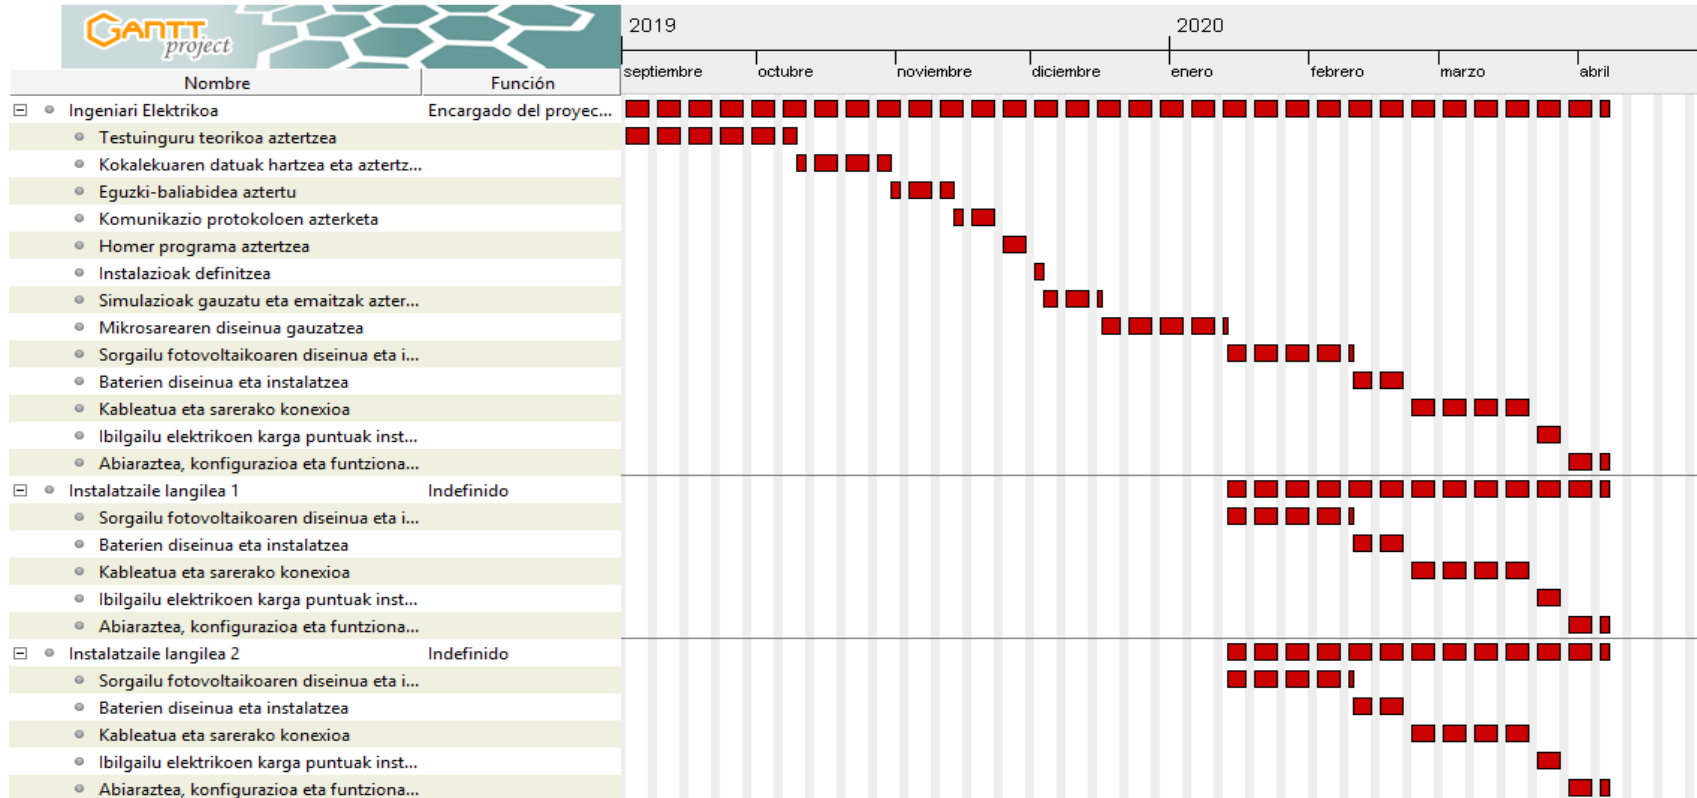 GANTT
project
2019 2020
septiembre octubre noviembre diciembre enero febrero marzo abril
Nombre Función
Ingeniari Elektrikoa Encargado del proyec...
Testuinguru teorikoa aztertzea
Kokalekuaren datuak hartzea eta aztertz...
Eguzki-baliabidea aztertu
Komunikazio protokoloen azterketa
Homer programa aztertzea
Instalazioak definitzea
Simulazioak gauzatu eta emaitzak azter...
Mikrosarearen diseinua gauzatzea
Sorgailu fotovoltaikoaren diseinua eta i...
Baterien diseinua eta instalatzea
Kableatua eta sarerako konexioa
Ibilgailu elektrikoen karga puntuak inst...
Abiaraztea, konfigurazioa eta funtziona...
Instalatzaile langilea 1 Indefinido
Sorgailu fotovoltaikoaren diseinua eta i...
Baterien diseinua eta instalatzea
Kableatua eta sarerako konexioa
Ibilgailu elektrikoen karga puntuak inst...
Abiaraztea, konfigurazioa eta funtziona...
Instalatzaile langilea 2 Indefinido
Sorgailu fotovoltaikoaren diseinua eta i...
Baterien diseinua eta instalatzea
Kableatua eta sarerako konexioa
Ibilgailu elektrikoen karga puntuak inst...
Abiaraztea, konfigurazioa eta funtziona...